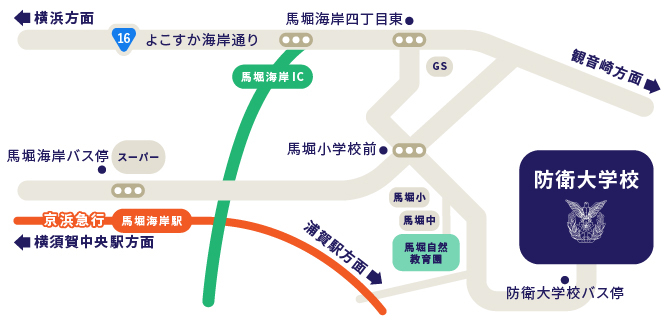 横浜方面
馬堀海岸四丁目東
16
よこすか海岸通り
観音崎方面
GS
馬堀海岸IC
馬堀海岸バス停
スーパー
馬堀小学校前
防衛大学校
馬堀小
馬堀中
京浜急行
馬堀海岸駅
横須賀中央駅方面
浦賀駅方面
馬堀自然
教育園
防衛大学校バス停